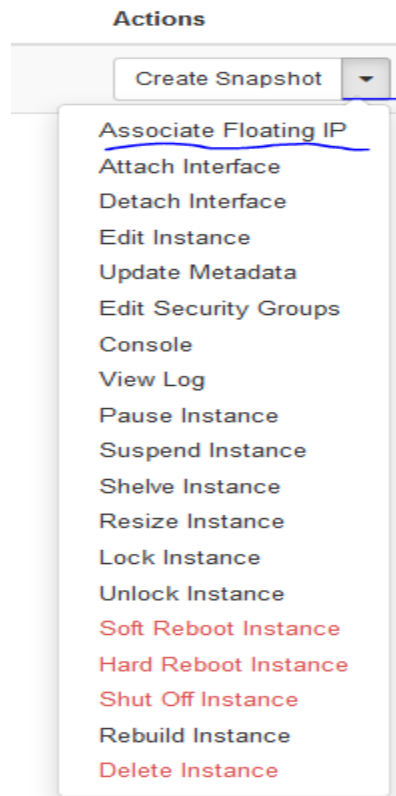 Actions
Create Snapshot
Associate Floating IP
Attach Interface
Detach Interface
Edit Instance
Update Metadata
Edit Security Groups
Console
View Log
Pause Instance
Suspend Instance
Shelve Instance
Resize Instance
Lock Instance
Unlock Instance
Soft Reboot Instance
Hard Reboot Instance
Shut Off Instance
Rebuild Instance
Delete Instance